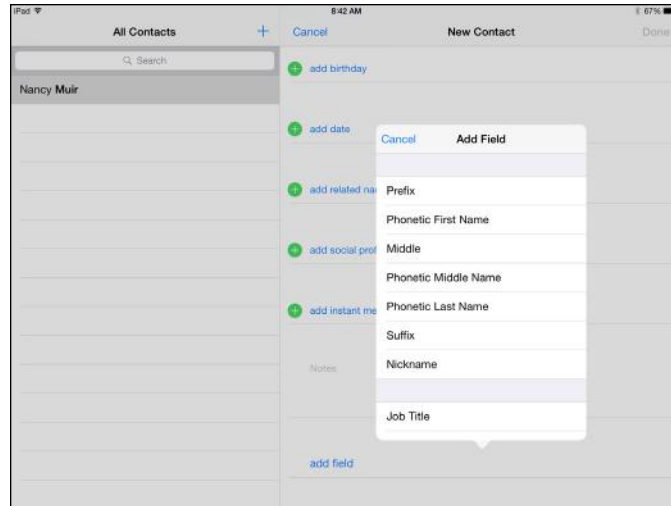 iPad 8:42 AM 67%
All Contacts + Cancel New Contact Done
Search
Nancy Muir
add birthday
add date
add related na
add social prof
add instant me
Notes
add field
Cancel Add Field
Prefix
Phonetic First Name
Middle
Phonetic Middle Name
Phonetic Last Name
Suffix
Nickname
Job Title